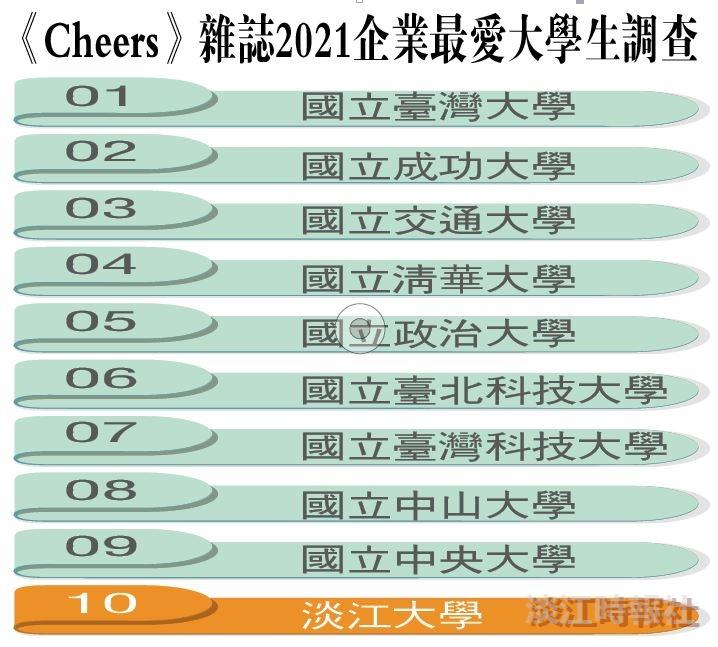 《Cheers》雜誌2021企業最愛大學生調查
01 國立臺灣大學
02 國立成功大學
03 國立交通大學
04 國立清華大學
05 國立政治大學
06 國立臺北科技大學
07 國立臺灣科技大學
08 國立中山大學
09 國立中央大學
10 淡江大學 淡江時報社